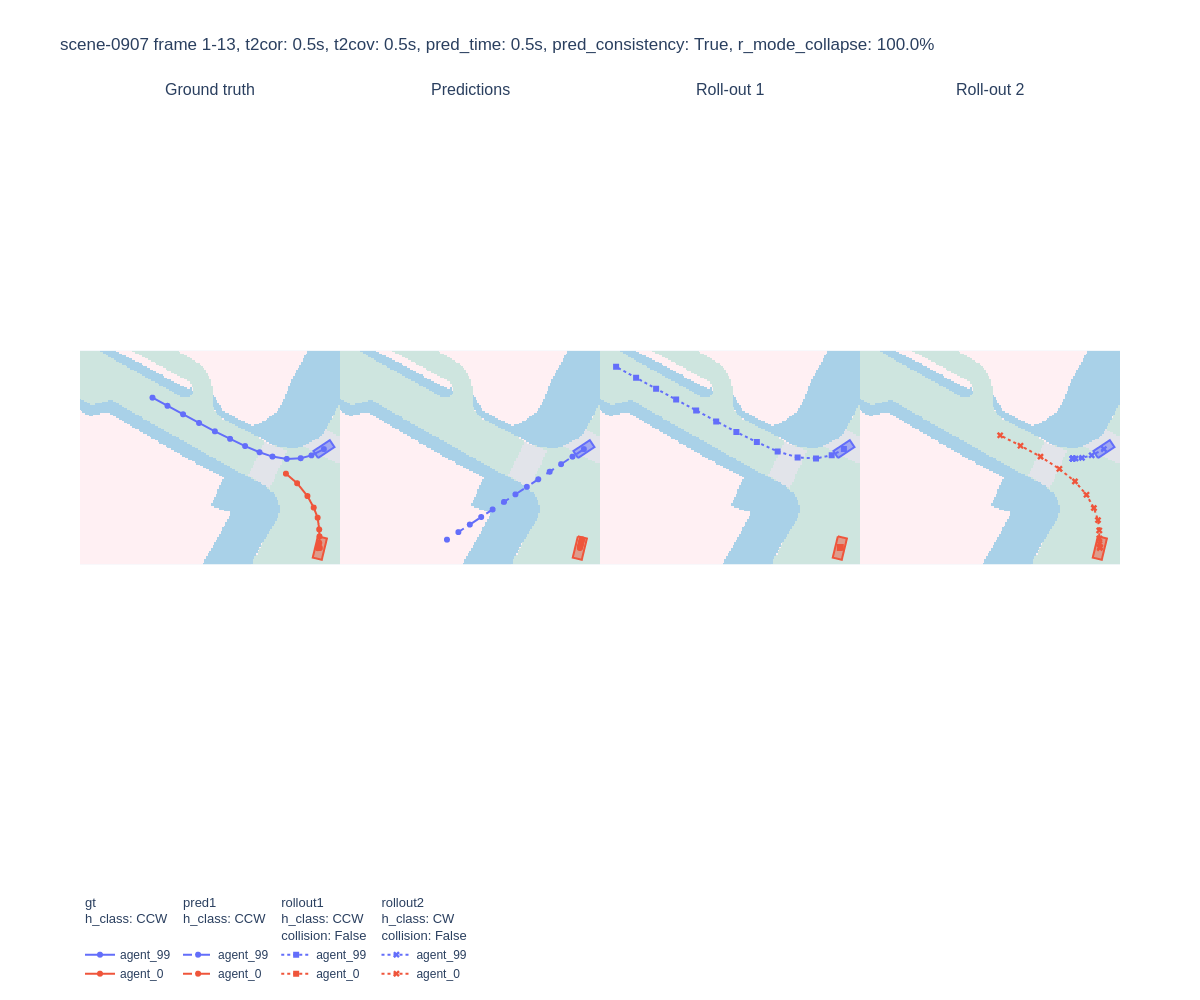 scene-0907 frame 1-13, t2cor: 0.5s, t2cov: 0.5s, pred_time: 0.5s, pred_consistency: True, r_mode_collapse: 100.0%
Ground truth
Predictions
Roll-out 1
Roll-out 2
gt
h_class: CCW
agent_99
agent_0
pred1
h_class: CCW
agent_99
agent_0
rollout1
h_class: CCW
collision: False
agent_99
agent_0
rollout2
h_class: CW
collision: False
agent_99
agent_0